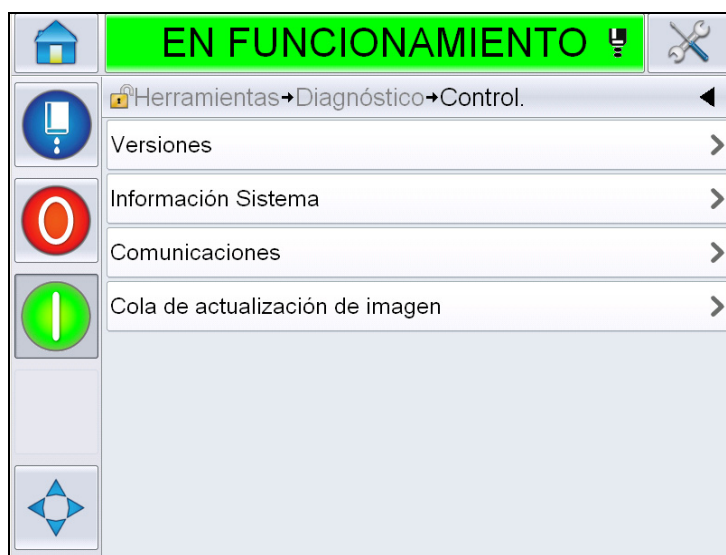 EN FUNCIONAMIENTO
Herramientas→Diagnóstico→Control.
Versiones
Información Sistema
Comunicaciones
Cola de actualización de imagen